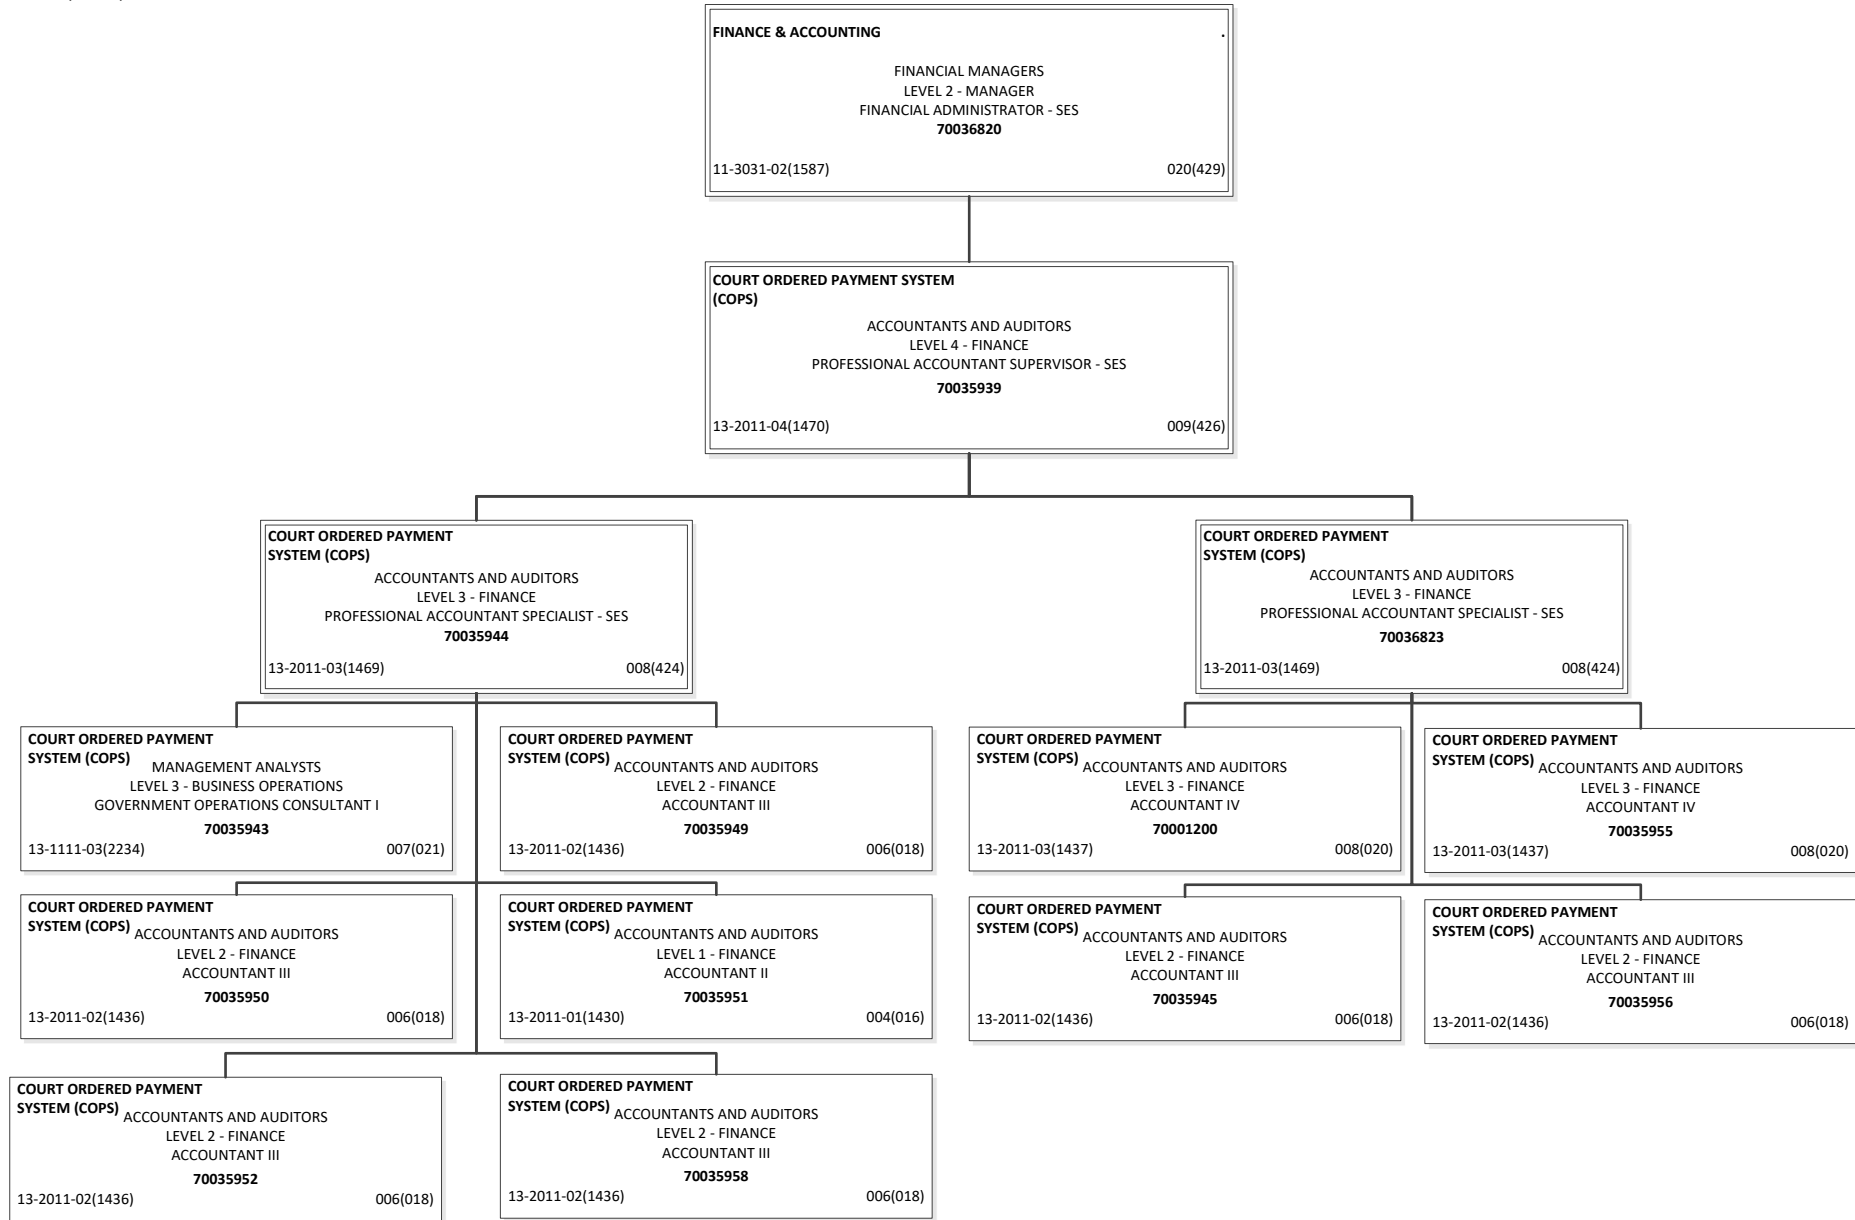 FINANCE & ACCOUNTING .
FINANCIAL MANAGERS
LEVEL 2 - MANAGER
FINANCIAL ADMINISTRATOR - SES
70036820
11-3031-02(1587) 020(429)
COURT ORDERED PAYMENT SYSTEM
(COPS)
ACCOUNTANTS AND AUDITORS
LEVEL 4 - FINANCE
PROFESSIONAL ACCOUNTANT SUPERVISOR - SES
70035939
13-2011-04(1470) 009(426)
COURT ORDERED PAYMENT
SYSTEM (COPS)
ACCOUNTANTS AND AUDITORS
LEVEL 3 - FINANCE
PROFESSIONAL ACCOUNTANT SPECIALIST - SES
70035944
13-2011-03(1469) 008(424)
COURT ORDERED PAYMENT
SYSTEM (COPS)
ACCOUNTANTS AND AUDITORS
LEVEL 3 - FINANCE
PROFESSIONAL ACCOUNTANT SPECIALIST - SES
70036823
13-2011-03(1469) 008(424)
COURT ORDERED PAYMENT
SYSTEM (COPS)
MANAGEMENT ANALYSTS
LEVEL 3 - BUSINESS OPERATIONS
GOVERNMENT OPERATIONS CONSULTANT I
70035943
13-1111-03(2234) 007(021)
COURT ORDERED PAYMENT
SYSTEM (COPS)
ACCOUNTANTS AND AUDITORS
LEVEL 2 - FINANCE
ACCOUNTANT III
70035949
13-2011-02(1436) 006(018)
COURT ORDERED PAYMENT
SYSTEM (COPS)
ACCOUNTANTS AND AUDITORS
LEVEL 3 - FINANCE
ACCOUNTANT IV
70001200
13-2011-03(1437) 008(020)
COURT ORDERED PAYMENT
SYSTEM (COPS)
ACCOUNTANTS AND AUDITORS
LEVEL 3 - FINANCE
ACCOUNTANT IV
70035955
13-2011-03(1437) 008(020)
COURT ORDERED PAYMENT
SYSTEM (COPS)
ACCOUNTANTS AND AUDITORS
LEVEL 2 - FINANCE
ACCOUNTANT III
70035950
13-2011-02(1436) 006(018)
COURT ORDERED PAYMENT
SYSTEM (COPS)
ACCOUNTANTS AND AUDITORS
LEVEL 1 - FINANCE
ACCOUNTANT II
70035951
13-2011-01(1430) 004(016)
COURT ORDERED PAYMENT
SYSTEM (COPS)
ACCOUNTANTS AND AUDITORS
LEVEL 2 - FINANCE
ACCOUNTANT III
70035945
13-2011-02(1436) 006(018)
COURT ORDERED PAYMENT
SYSTEM (COPS)
ACCOUNTANTS AND AUDITORS
LEVEL 2 - FINANCE
ACCOUNTANT III
70035956
13-2011-02(1436) 006(018)
COURT ORDERED PAYMENT
SYSTEM (COPS)
ACCOUNTANTS AND AUDITORS
LEVEL 2 - FINANCE
ACCOUNTANT III
70035952
13-2011-02(1436) 006(018)
COURT ORDERED PAYMENT
SYSTEM (COPS)
ACCOUNTANTS AND AUDITORS
LEVEL 2 - FINANCE
ACCOUNTANT III
70035958
13-2011-02(1436) 006(018)